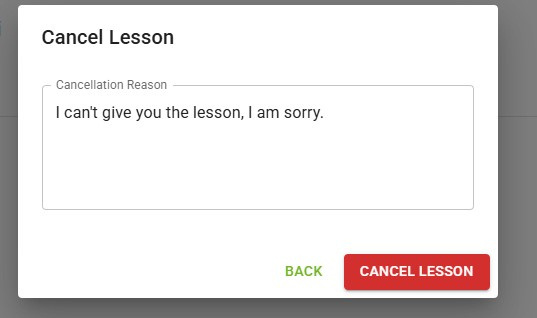 Cancel Lesson
Cancellation Reason
I can't give you the lesson, I am sorry.
BACK
CANCEL LESSON